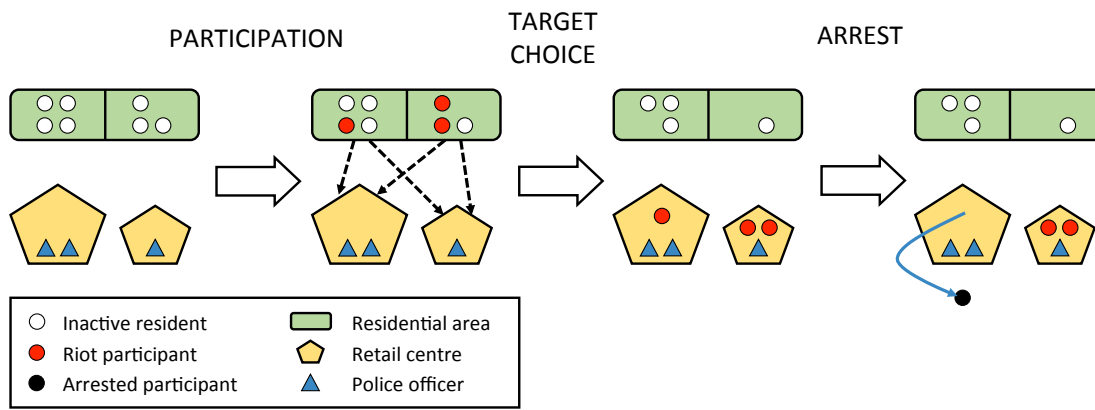 PARTICIPATION
TARGET
CHOICE
ARREST
Inactive resident
Residential area
Riot participant
Retail centre
Arrested participant
Police officer